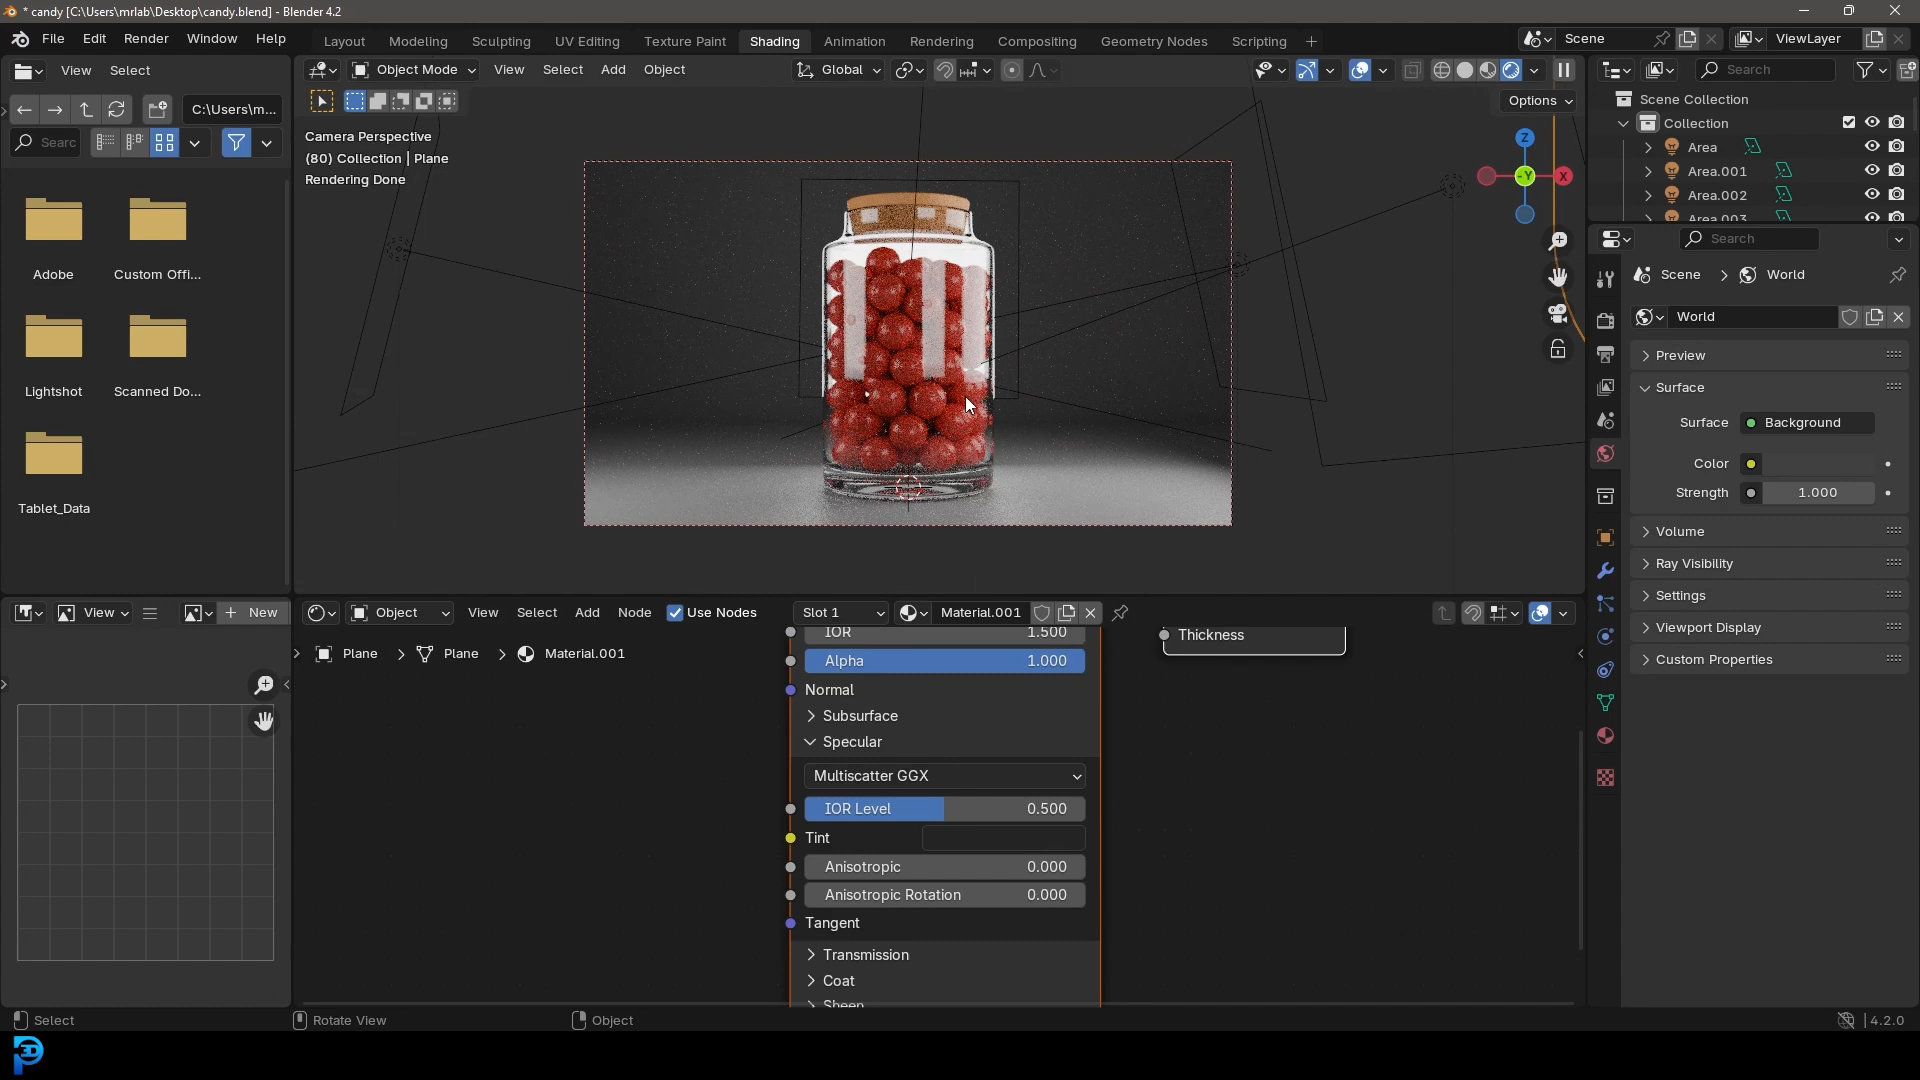 * candy [C:\Users\mrlab\Desktop\candy.blend] - Blender 4.2
File Edit Render Window Help
Layout Modeling Sculpting UV Editing Texture Paint Shading Animation Rendering Compositing Geometry Nodes Scripting +
Scene
ViewLayer
View Select
Object Mode View Select Add Object
Global
Search
C:\Users\m...
Options
Searc
Camera Perspective
(80) Collection | Plane
Rendering Done
Z
-Y
X
Scene Collection
Collection
Area
Area.001
Area.002
Area.003
Adobe
Custom Offi...
Lightshot
Scanned Do...
Tablet_Data
Search
Scene > World
World
Preview
Surface
Surface Background
Color
Strength 1.000
Volume
Ray Visibility
Settings
Viewport Display
Custom Properties
View
+ New
Object View Select Add Node Use Nodes
Slot 1
Material.001
Plane > Plane > Material.001
IOR 1.500
Alpha 1.000
Normal
Subsurface
Specular
Multiscatter GGX
IOR Level 0.500
Tint
Anisotropic 0.000
Anisotropic Rotation 0.000
Tangent
Transmission
Coat
Sheen
Thickness
Select
Rotate View
Object
4.2.0